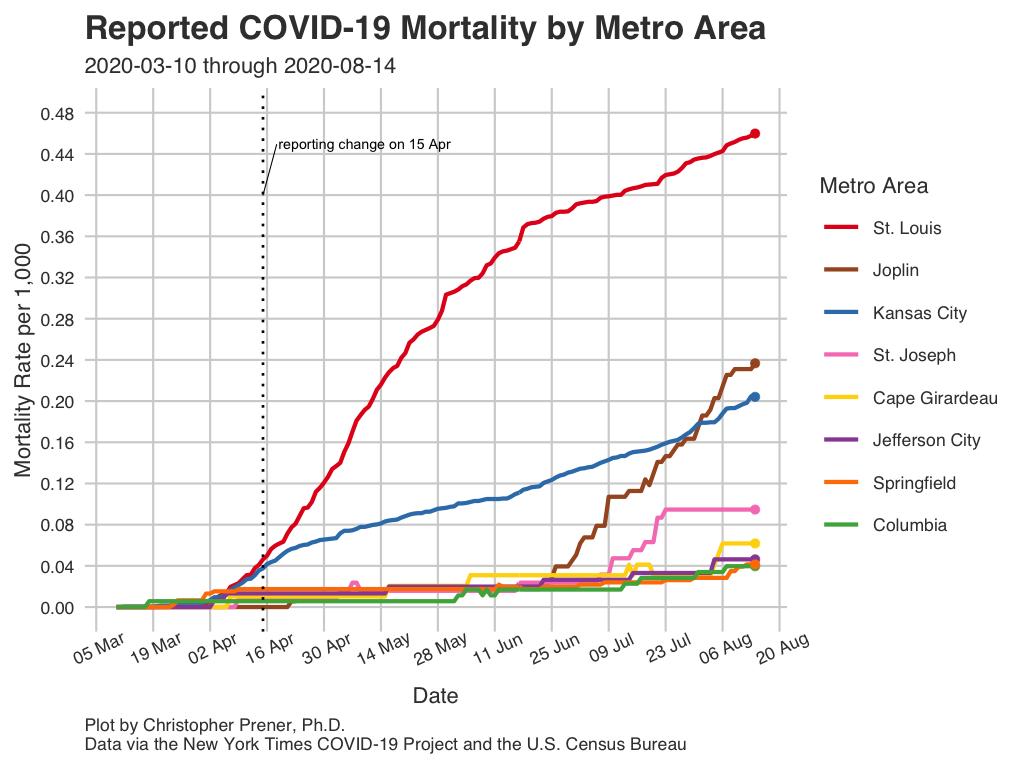 Reported COVID-19 Mortality by Metro Area
2020-03-10 through 2020-08-14
0.48
0.44
0.40
0.36
0.32
0.28
0.24
0.20
0.16
0.12
0.08
0.04
0.00
Mortality Rate per 1,000
reporting change on 15 Apr
05 Mar
19 Mar
02 Apr
16 Apr
30 Apr
14 May
28 May
11 Jun
25 Jun
09 Jul
23 Jul
06 Aug
20 Aug
Date
Metro Area
St. Louis
Joplin
Kansas City
St. Joseph
Cape Girardeau
Jefferson City
Springfield
Columbia
Plot by Christopher Prener, Ph.D.
Data via the New York Times COVID-19 Project and the U.S. Census Bureau